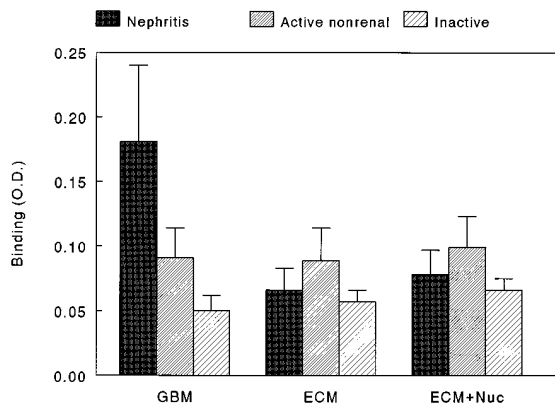 Nephritis Active nonrenal Inactive
0.25
0.20
0.15
0.10
0.05
0.00
Binding (O.D.)
GBM ECM ECM+Nuc